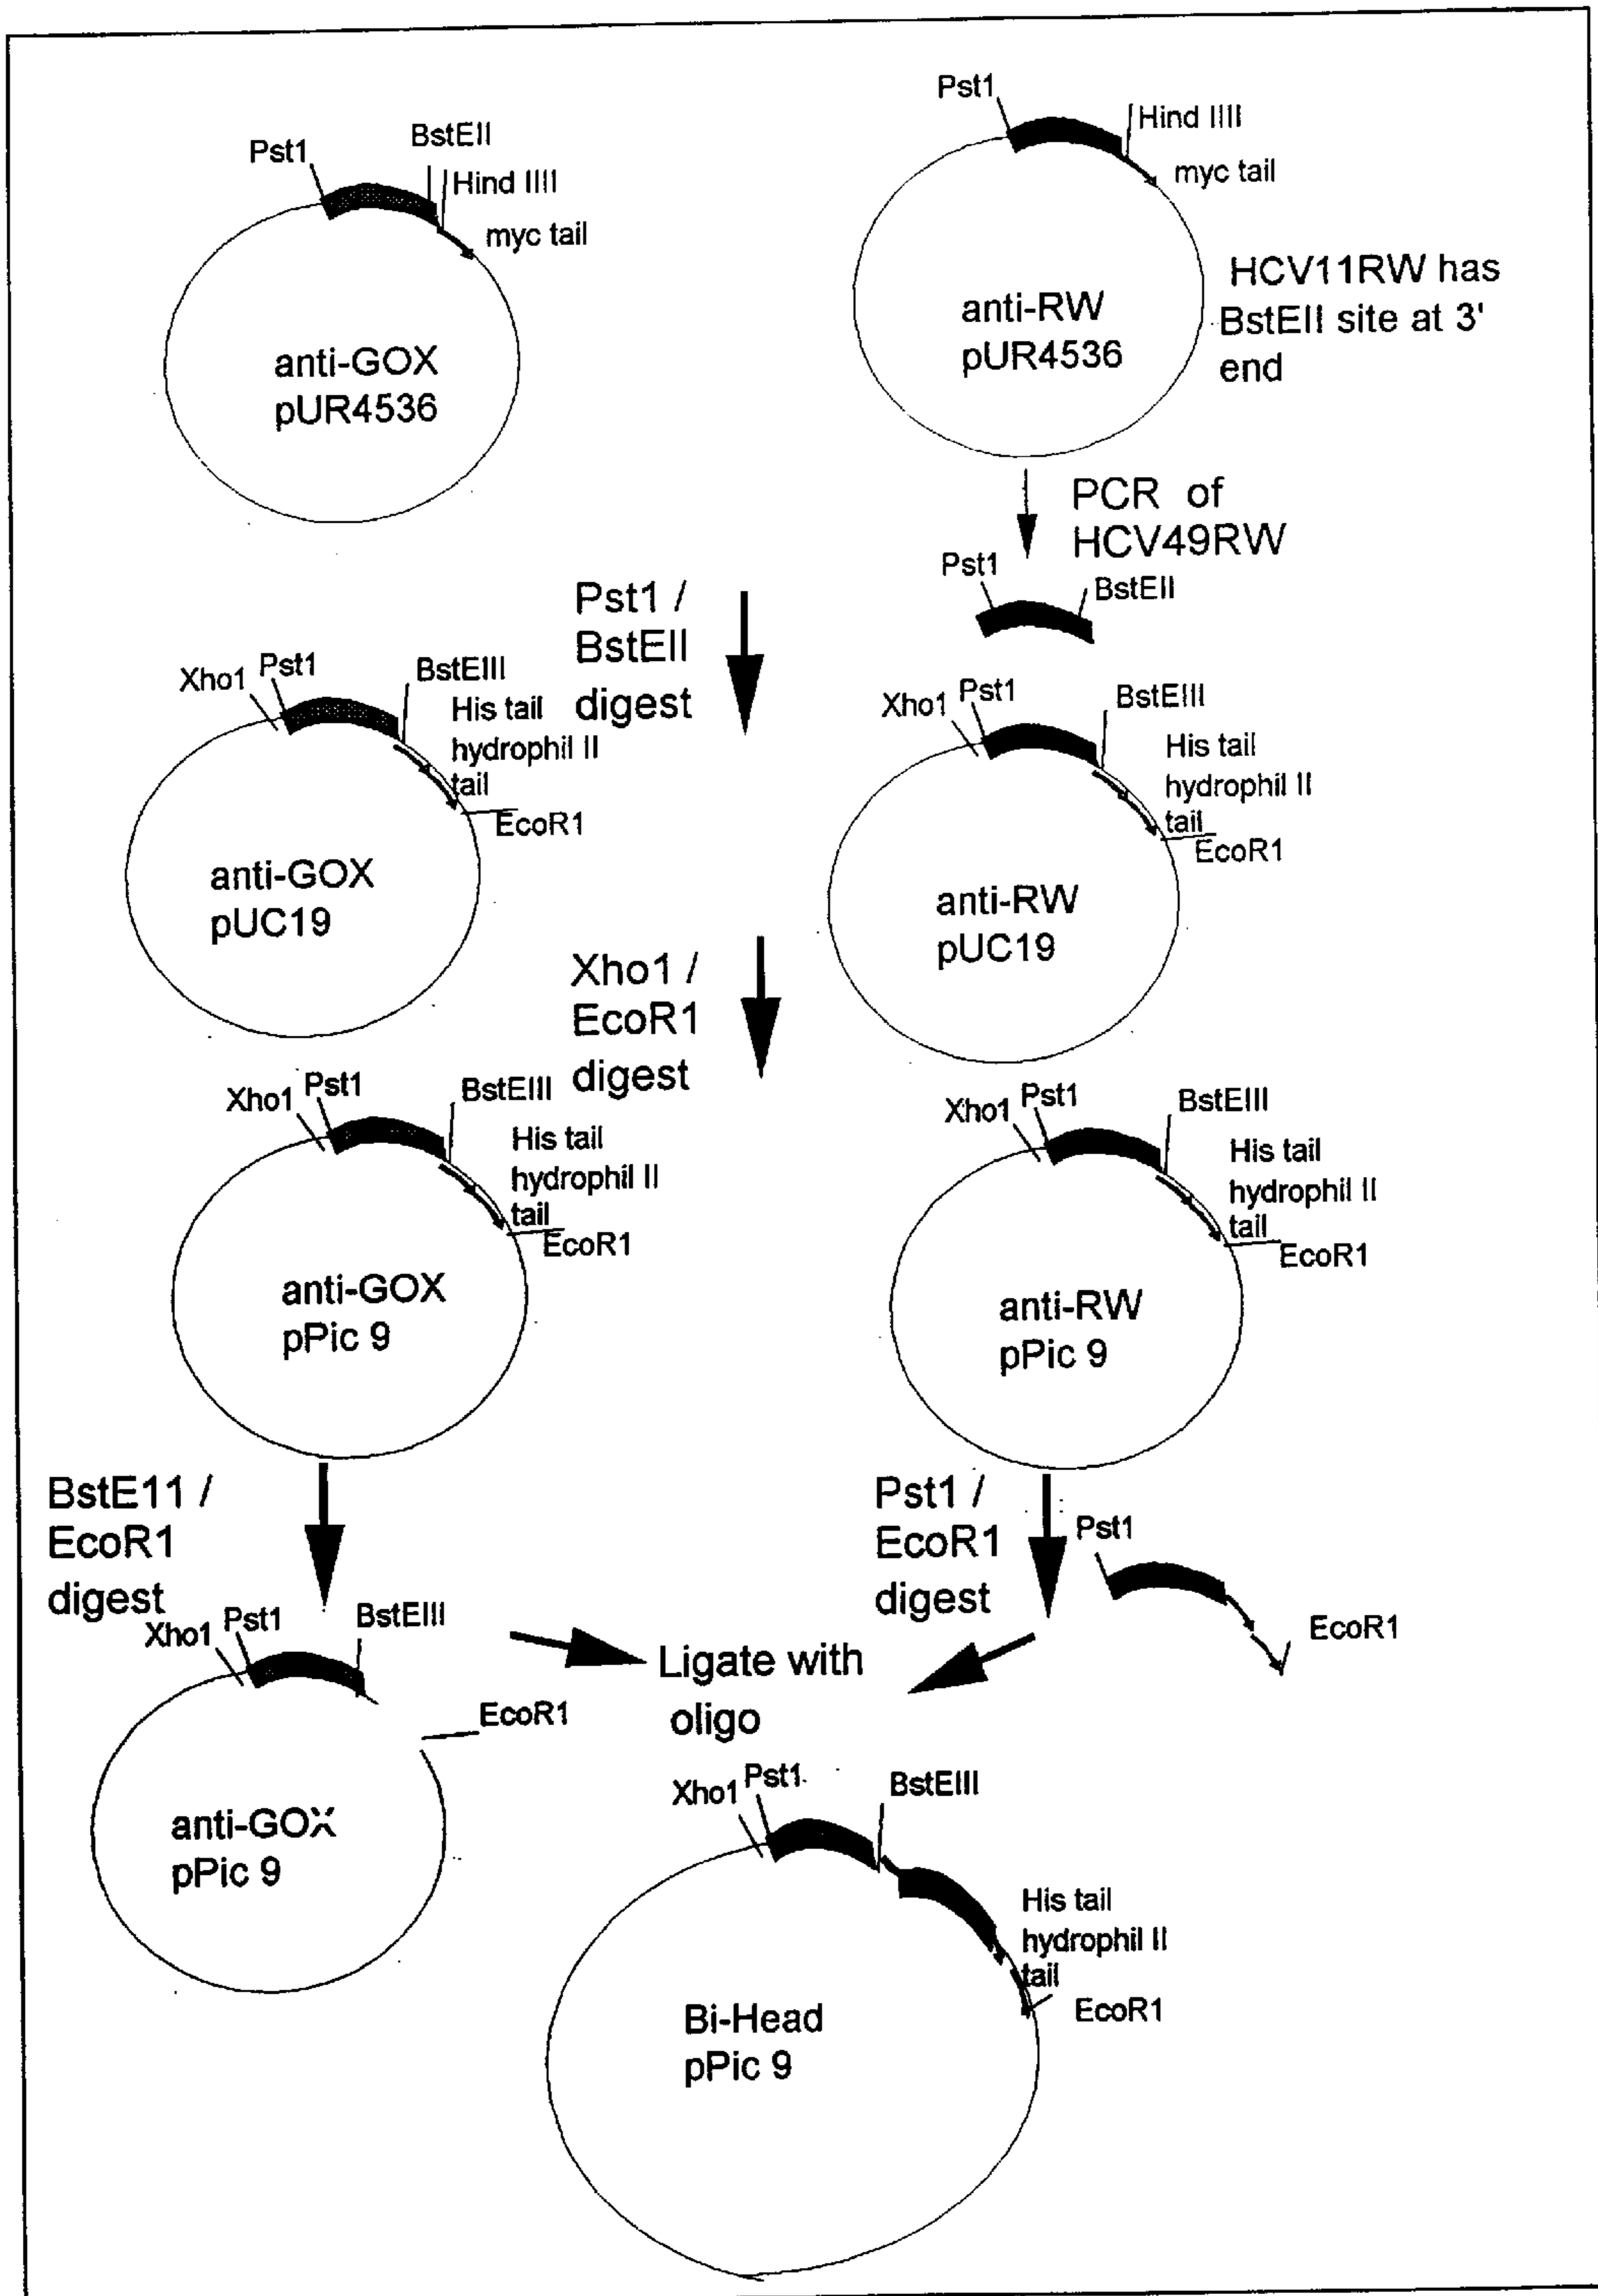 Pst1
BstEII
Hind IIII
myc tail
anti-GOX
pUR4536
Pst1
Hind IIII
myc tail
anti-RW
pUR4536
HCV11RW has
BstEII site at 3'
end
PCR of
HCV49RW
Pst1
BstEII
Pst1 /
BstEII
digest
Xho1
Pst1
BstEIII
His tail
hydrophil II
tail
EcoR1
anti-GOX
pUC19
Xho1
Pst1
BstEIII
His tail
hydrophil II
tail
EcoR1
anti-RW
pUC19
Xho1 /
EcoR1
digest
Xho1
Pst1
BstEIII
His tail
hydrophil II
tail
EcoR1
anti-GOX
pPic 9
Xho1
Pst1
BstEIII
His tail
hydrophil II
tail
EcoR1
anti-RW
pPic 9
BstE11 /
EcoR1
digest
Pst1 /
EcoR1
digest
Pst1
EcoR1
Xho1
Pst1
BstEIII
EcoR1
anti-GOX
pPic 9
Ligate with
oligo
Xho1
Pst1
BstEIII
His tail
hydrophil II
tail
EcoR1
Bi-Head
pPic 9